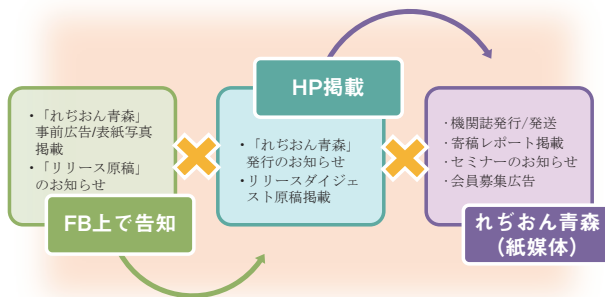 ・「れぢおん青森」
事前広告/表紙写真
掲載
・「リリース原稿」
のお知らせ
FB上で告知
HP掲載
・「れぢおん青森」
発行のお知らせ
・リリースダイジェ
スト原稿掲載
・機関誌発行/発送
・寄稿レポート掲載
・セミナーのお知らせ
・会員募集広告
れぢおん青森
（紙媒体）